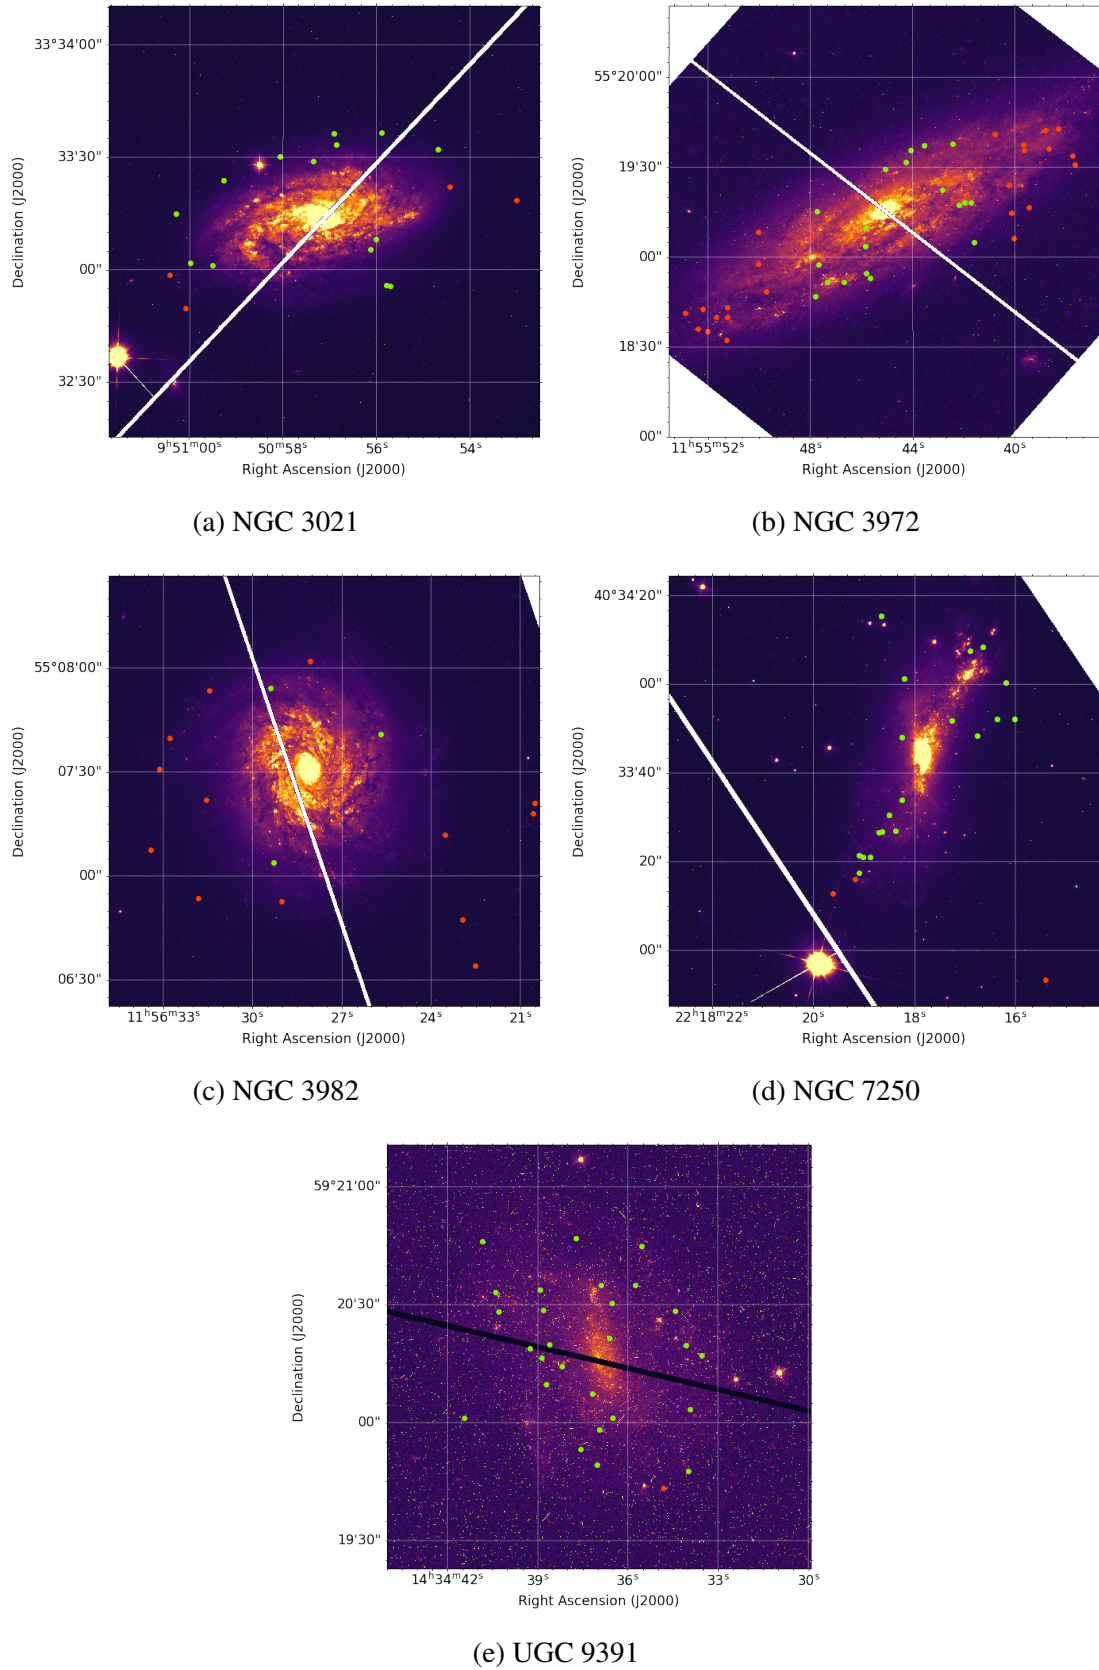 33°34'00"
33'30"
00"
32'30"
Declination (J2000)
9ʰ51ᵐ00ˢ 50ᵐ58ˢ 56ˢ 54ˢ
Right Ascension (J2000)
(a) NGC 3021
55°20'00"
19'30"
00"
18'30"
00"
Declination (J2000)
11ʰ55ᵐ52ˢ 48ˢ 44ˢ 40ˢ
Right Ascension (J2000)
(b) NGC 3972
55°08'00"
07'30"
00"
06'30"
Declination (J2000)
11ʰ56ᵐ33ˢ 30ˢ 27ˢ 24ˢ 21ˢ
Right Ascension (J2000)
(c) NGC 3982
40°34'20"
00"
33'40"
20"
00"
Declination (J2000)
22ʰ18ᵐ22ˢ 20ˢ 18ˢ 16ˢ
Right Ascension (J2000)
(d) NGC 7250
59°21'00"
20'30"
00"
19'30"
Declination (J2000)
14ʰ34ᵐ42ˢ 39ˢ 36ˢ 33ˢ 30ˢ
Right Ascension (J2000)
(e) UGC 9391